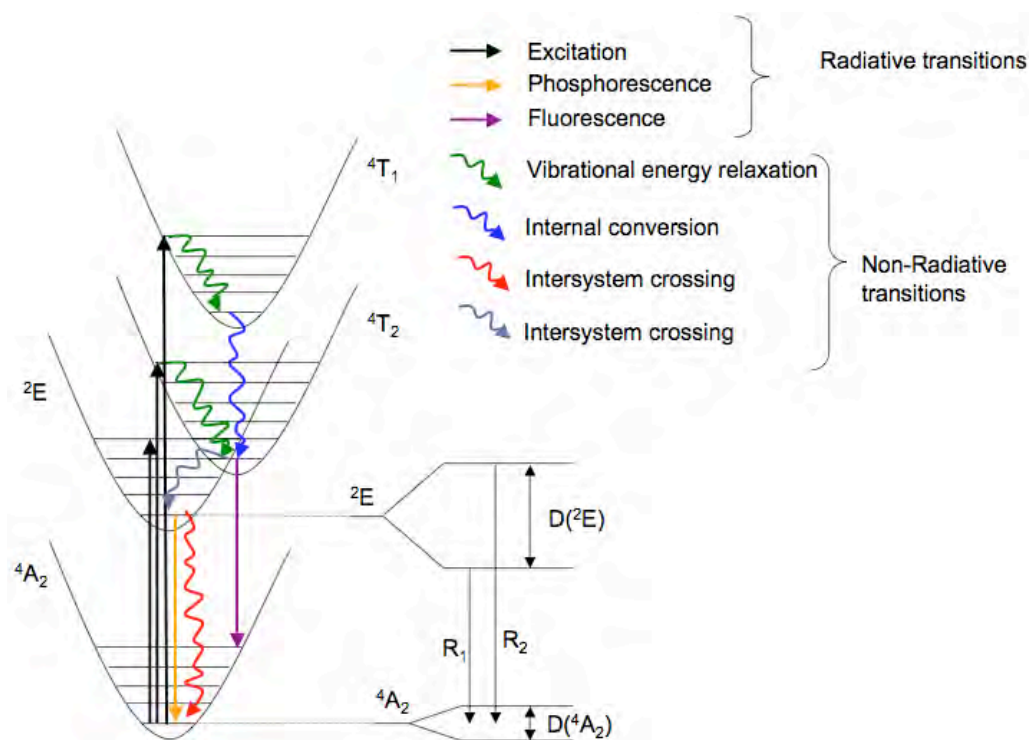 Excitation
Phosphorescence
Fluorescence
Radiative transitions
Vibrational energy relaxation
Internal conversion
Intersystem crossing
Intersystem crossing
Non-Radiative
transitions
⁴T₁
⁴T₂
²E
⁴A₂
²E
D(²E)
R₁
R₂
⁴A₂
D(⁴A₂)